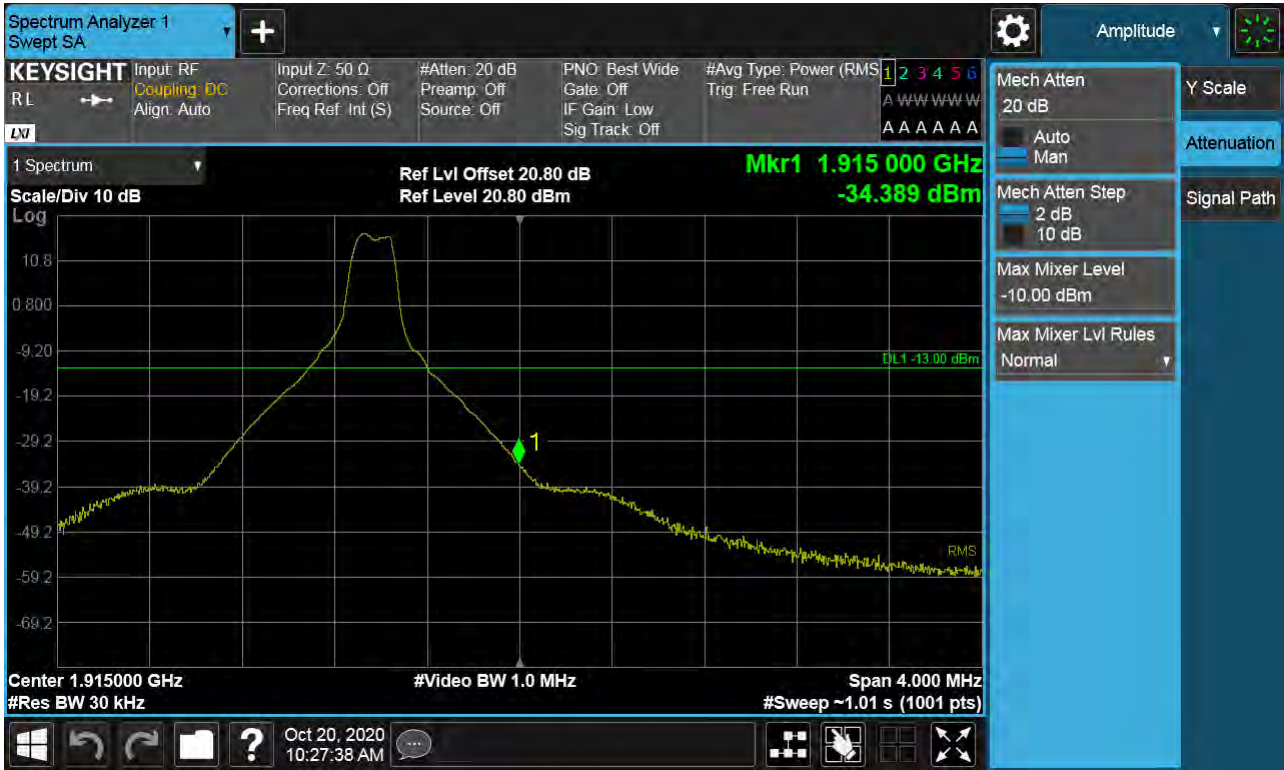 Spectrum Analyzer 1
Swept SA
+
Amplitude
KEYSIGHT
R L
LXI
Input: RF
Coupling: DC
Align: Auto
Input Z: 50 Ω
Corrections: Off
Freq Ref: Int (S)
#Atten: 20 dB
Preamp: Off
Source: Off
PNO: Best Wide
Gate: Off
IF Gain: Low
Sig Track: Off
#Avg Type: Power (RMS
Trig: Free Run
1 2 3 4 5 6
A W W W W W
A A A A A A
1 Spectrum
Scale/Div 10 dB
Log
Ref Lvl Offset 20.80 dB
Ref Level 20.80 dBm
Mkr1 1.915 000 GHz
-34.389 dBm
10.8
0.800
-9.20
-19.2
-29.2
-39.2
-49.2
-59.2
-69.2
DL1 -13.00 dBm
1
RMS
Center 1.915000 GHz
#Video BW 1.0 MHz
Span 4.000 MHz
#Res BW 30 kHz
#Sweep ~1.01 s (1001 pts)
Mech Atten
20 dB
Auto
Man
Mech Atten Step
2 dB
10 dB
Max Mixer Level
-10.00 dBm
Max Mixer Lvl Rules
Normal
Y Scale
Attenuation
Signal Path
?
Oct 20, 2020
10:27:38 AM